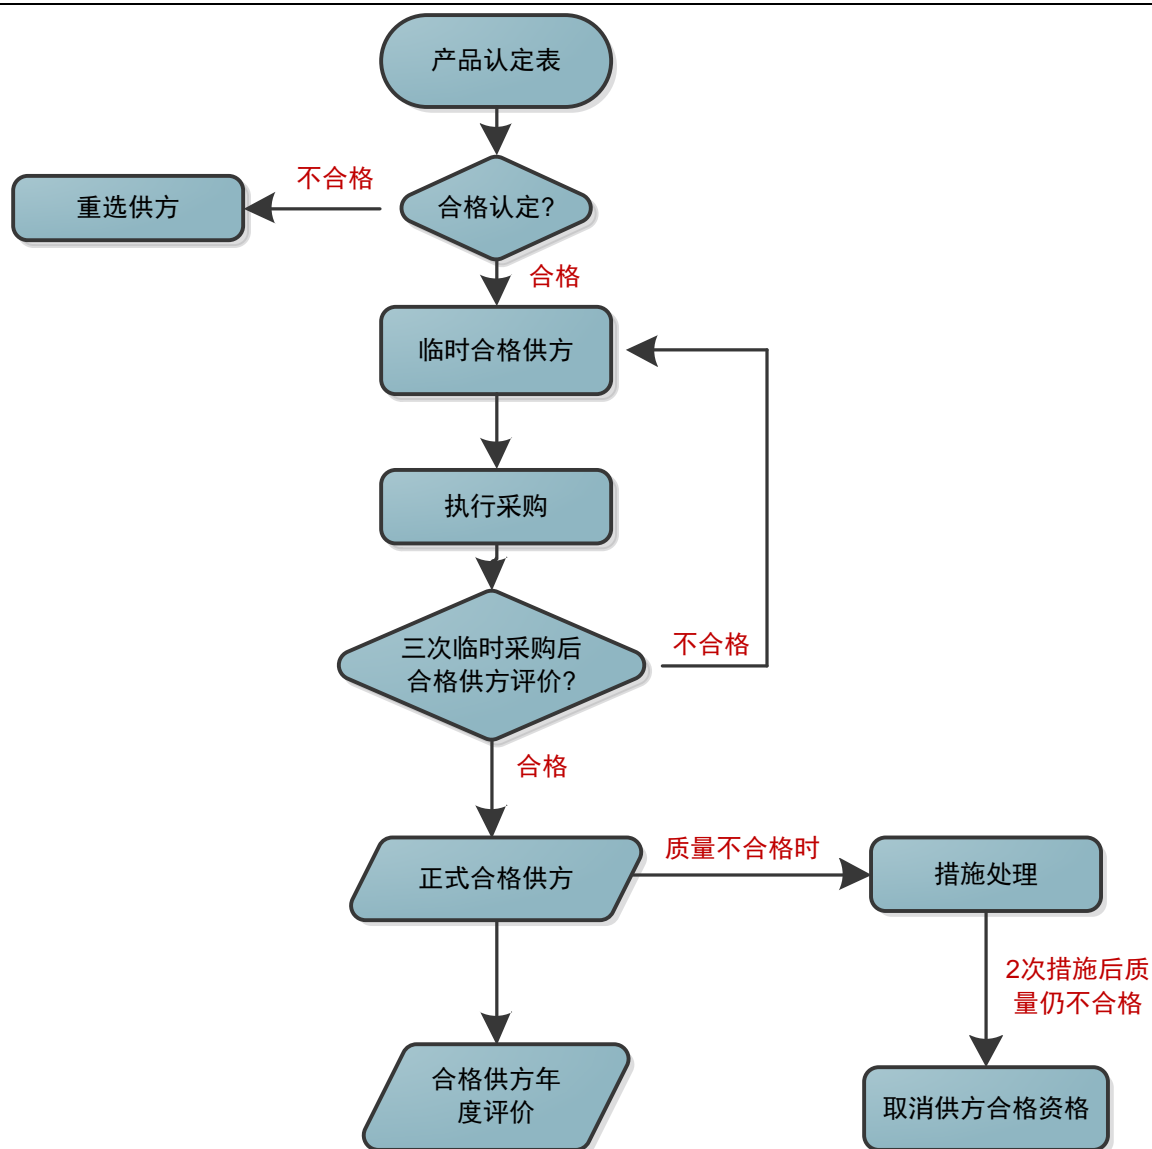 产品认定表
不合格
重选供方
合格认定?
合格
临时合格供方
执行采购
三次临时采购后
合格供方评价?
不合格
合格
正式合格供方
质量不合格时
措施处理
2次措施后质
量仍不合格
合格供方年
度评价
取消供方合格资格